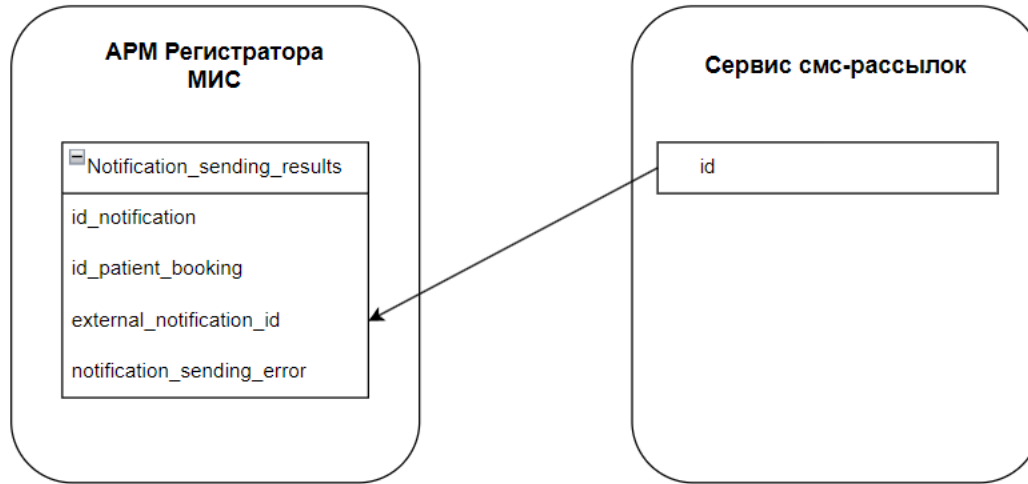 АРМ Регистратора
МИС
Notification_sending_results
id_notification
id_patient_booking
external_notification_id
notification_sending_error
Сервис смс-рассылок
id